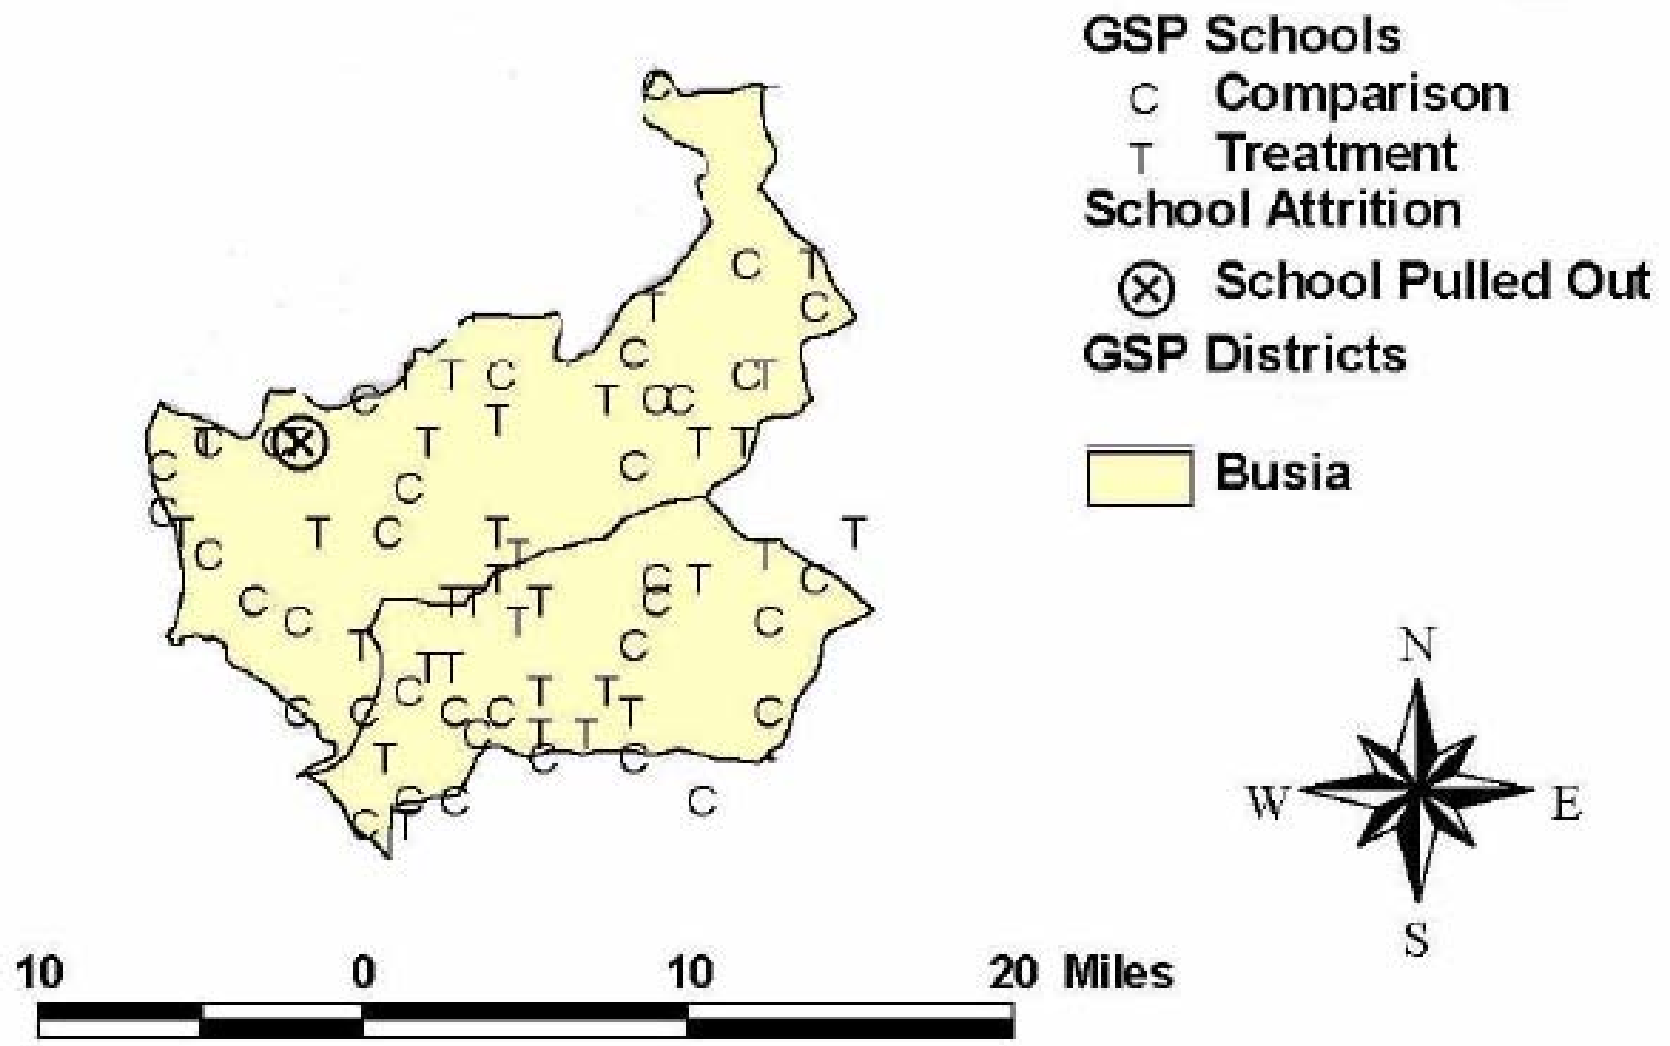 GSP Schools
C Comparison
T Treatment
School Attrition
School Pulled Out
GSP Districts
Busia
C
C T
T C
C
T T C C T
C T C C
T
T C C T T T
C C
C
C
T T C T T
C T
T C T T C
C T T T C
C C T C
T C
T T
C T T
C C C C T C
C T T
T C C
C C C C
C T
N
W E
S
10 0 10 20 Miles